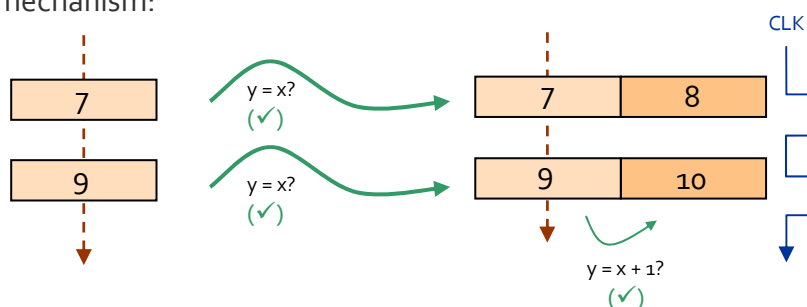 mechanism:
CLK
7
y = x?
(✓)
7
8
9
y = x?
(✓)
9
10
y = x + 1?
(✓)